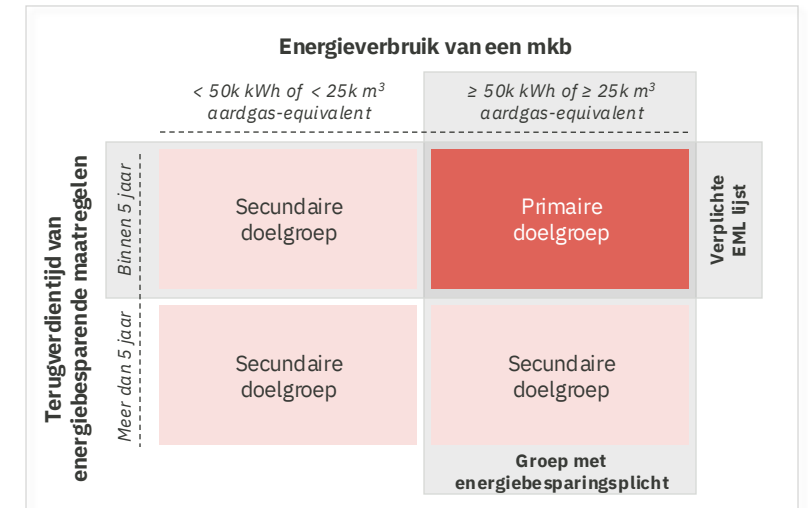 Energieverbruik van een mkb
< 50k kWh of < 25k m³
aardgas-equivalent
≥ 50k kWh of ≥ 25k m³
aardgas-equivalent
Terugverdientijd van
energiebesparende maatregelen
Binnen 5 jaar
Secundaire
doelgroep
Primaire
doelgroep
Verplichte
EML lijst
Meer dan 5 jaar
Secundaire
doelgroep
Secundaire
doelgroep
Groep met
energiebesparingsplicht